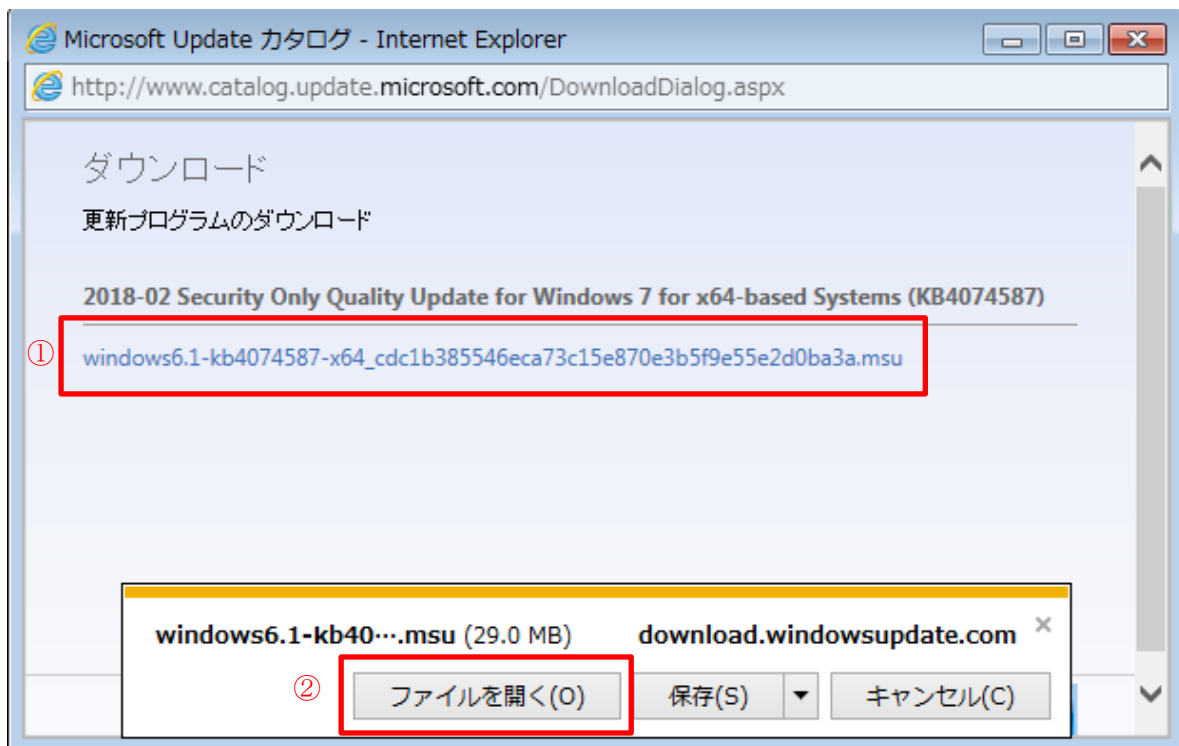 Microsoft Update カタログ - Internet Explorer
http://www.catalog.update.microsoft.com/DownloadDialog.aspx
ダウンロード
更新プログラムのダウンロード
2018-02 Security Only Quality Update for Windows 7 for x64-based Systems (KB4074587)
① windows6.1-kb4074587-x64_cdc1b385546eca73c15e870e3b5f9e55e2d0ba3a.msu
windows6.1-kb40….msu (29.0 MB) download.windowsupdate.com ×
② ファイルを開く(O) 保存(S) キャンセル(C)